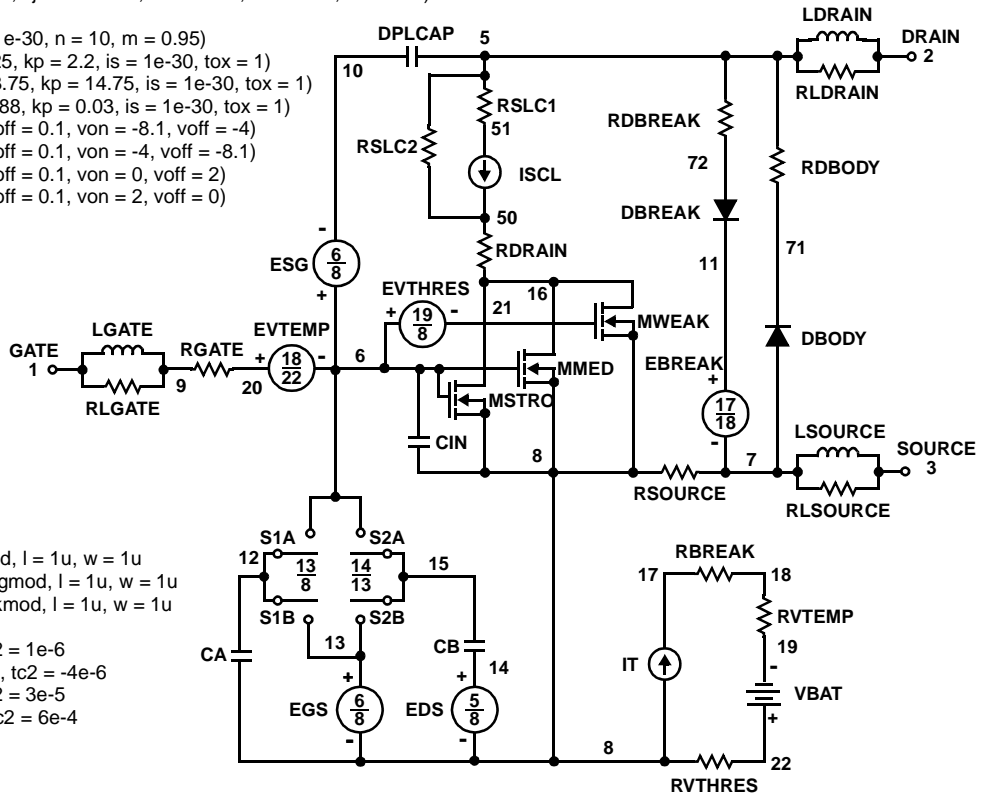 e-30, n = 10, m = 0.95)
25, kp = 2.2, is = 1e-30, tox = 1)
3.75, kp = 14.75, is = 1e-30, tox = 1)
88, kp = 0.03, is = 1e-30, tox = 1)
voff = 0.1, von = -8.1, voff = -4)
voff = 0.1, von = -4, voff = -8.1)
voff = 0.1, von = 0, voff = 2)
voff = 0.1, von = 2, voff = 0)
LDRAIN
DPLCAP
5
DRAIN
2
10
RLDRAIN
RSLC1
51
RDBREAK
RSLC2
ISCL
72
RDBODY
50
DBREAK
RDRAIN
71
-
ESG
6
8
+
11
EVTHRES
16
+
19
8
-
21
MWEAK
LGATE
EVTEMP
GATE
1
RGATE
+
18
22
-
6
MMED
EBREAK
DBODY
9
20
MSTRO
+
17
18
-
RLGATE
CIN
8
7
LSOURCE
SOURCE
3
RSOURCE
RLSOURCE
S1A
S2A
12
13
8
14
13
15
S1B
S2B
RBREAK
17
18
13
RVTEMP
CA
CB
19
+
+
14
IT
-
VBAT
EGS
6
8
EDS
5
8
+
-
-
8
22
RVTHRES
d, l = 1u, w = 1u
gmod, l = 1u, w = 1u
kmod, l = 1u, w = 1u
2 = 1e-6
, tc2 = -4e-6
2 = 3e-5
c2 = 6e-4